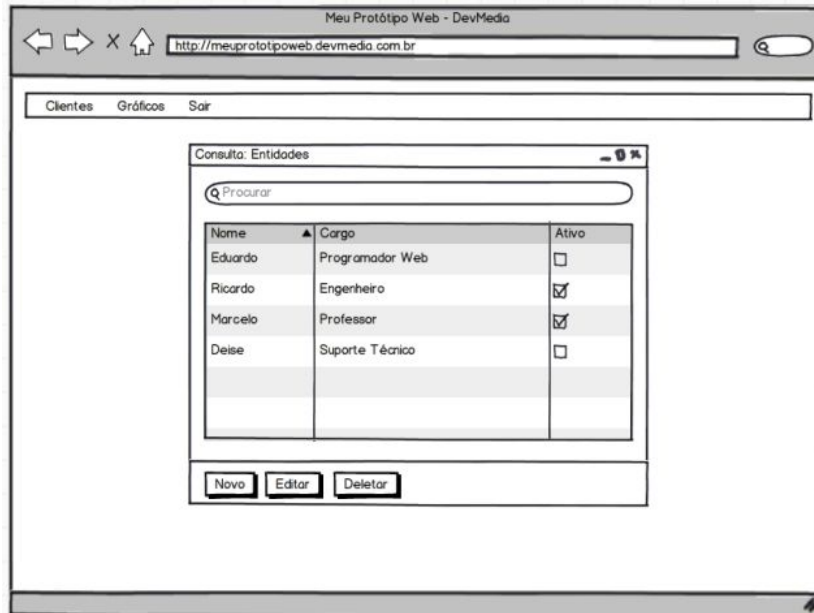 Meu Protótipo Web - DevMedia
http://meuprototipoweb.devmedia.com.br
Clientes Gráficos Sair
Consulta: Entidades
Procurar
Nome Cargo Ativo
Eduardo Programador Web
Ricardo Engenheiro
Marcelo Professor
Deise Suporte Técnico
Novo Editar Deletar